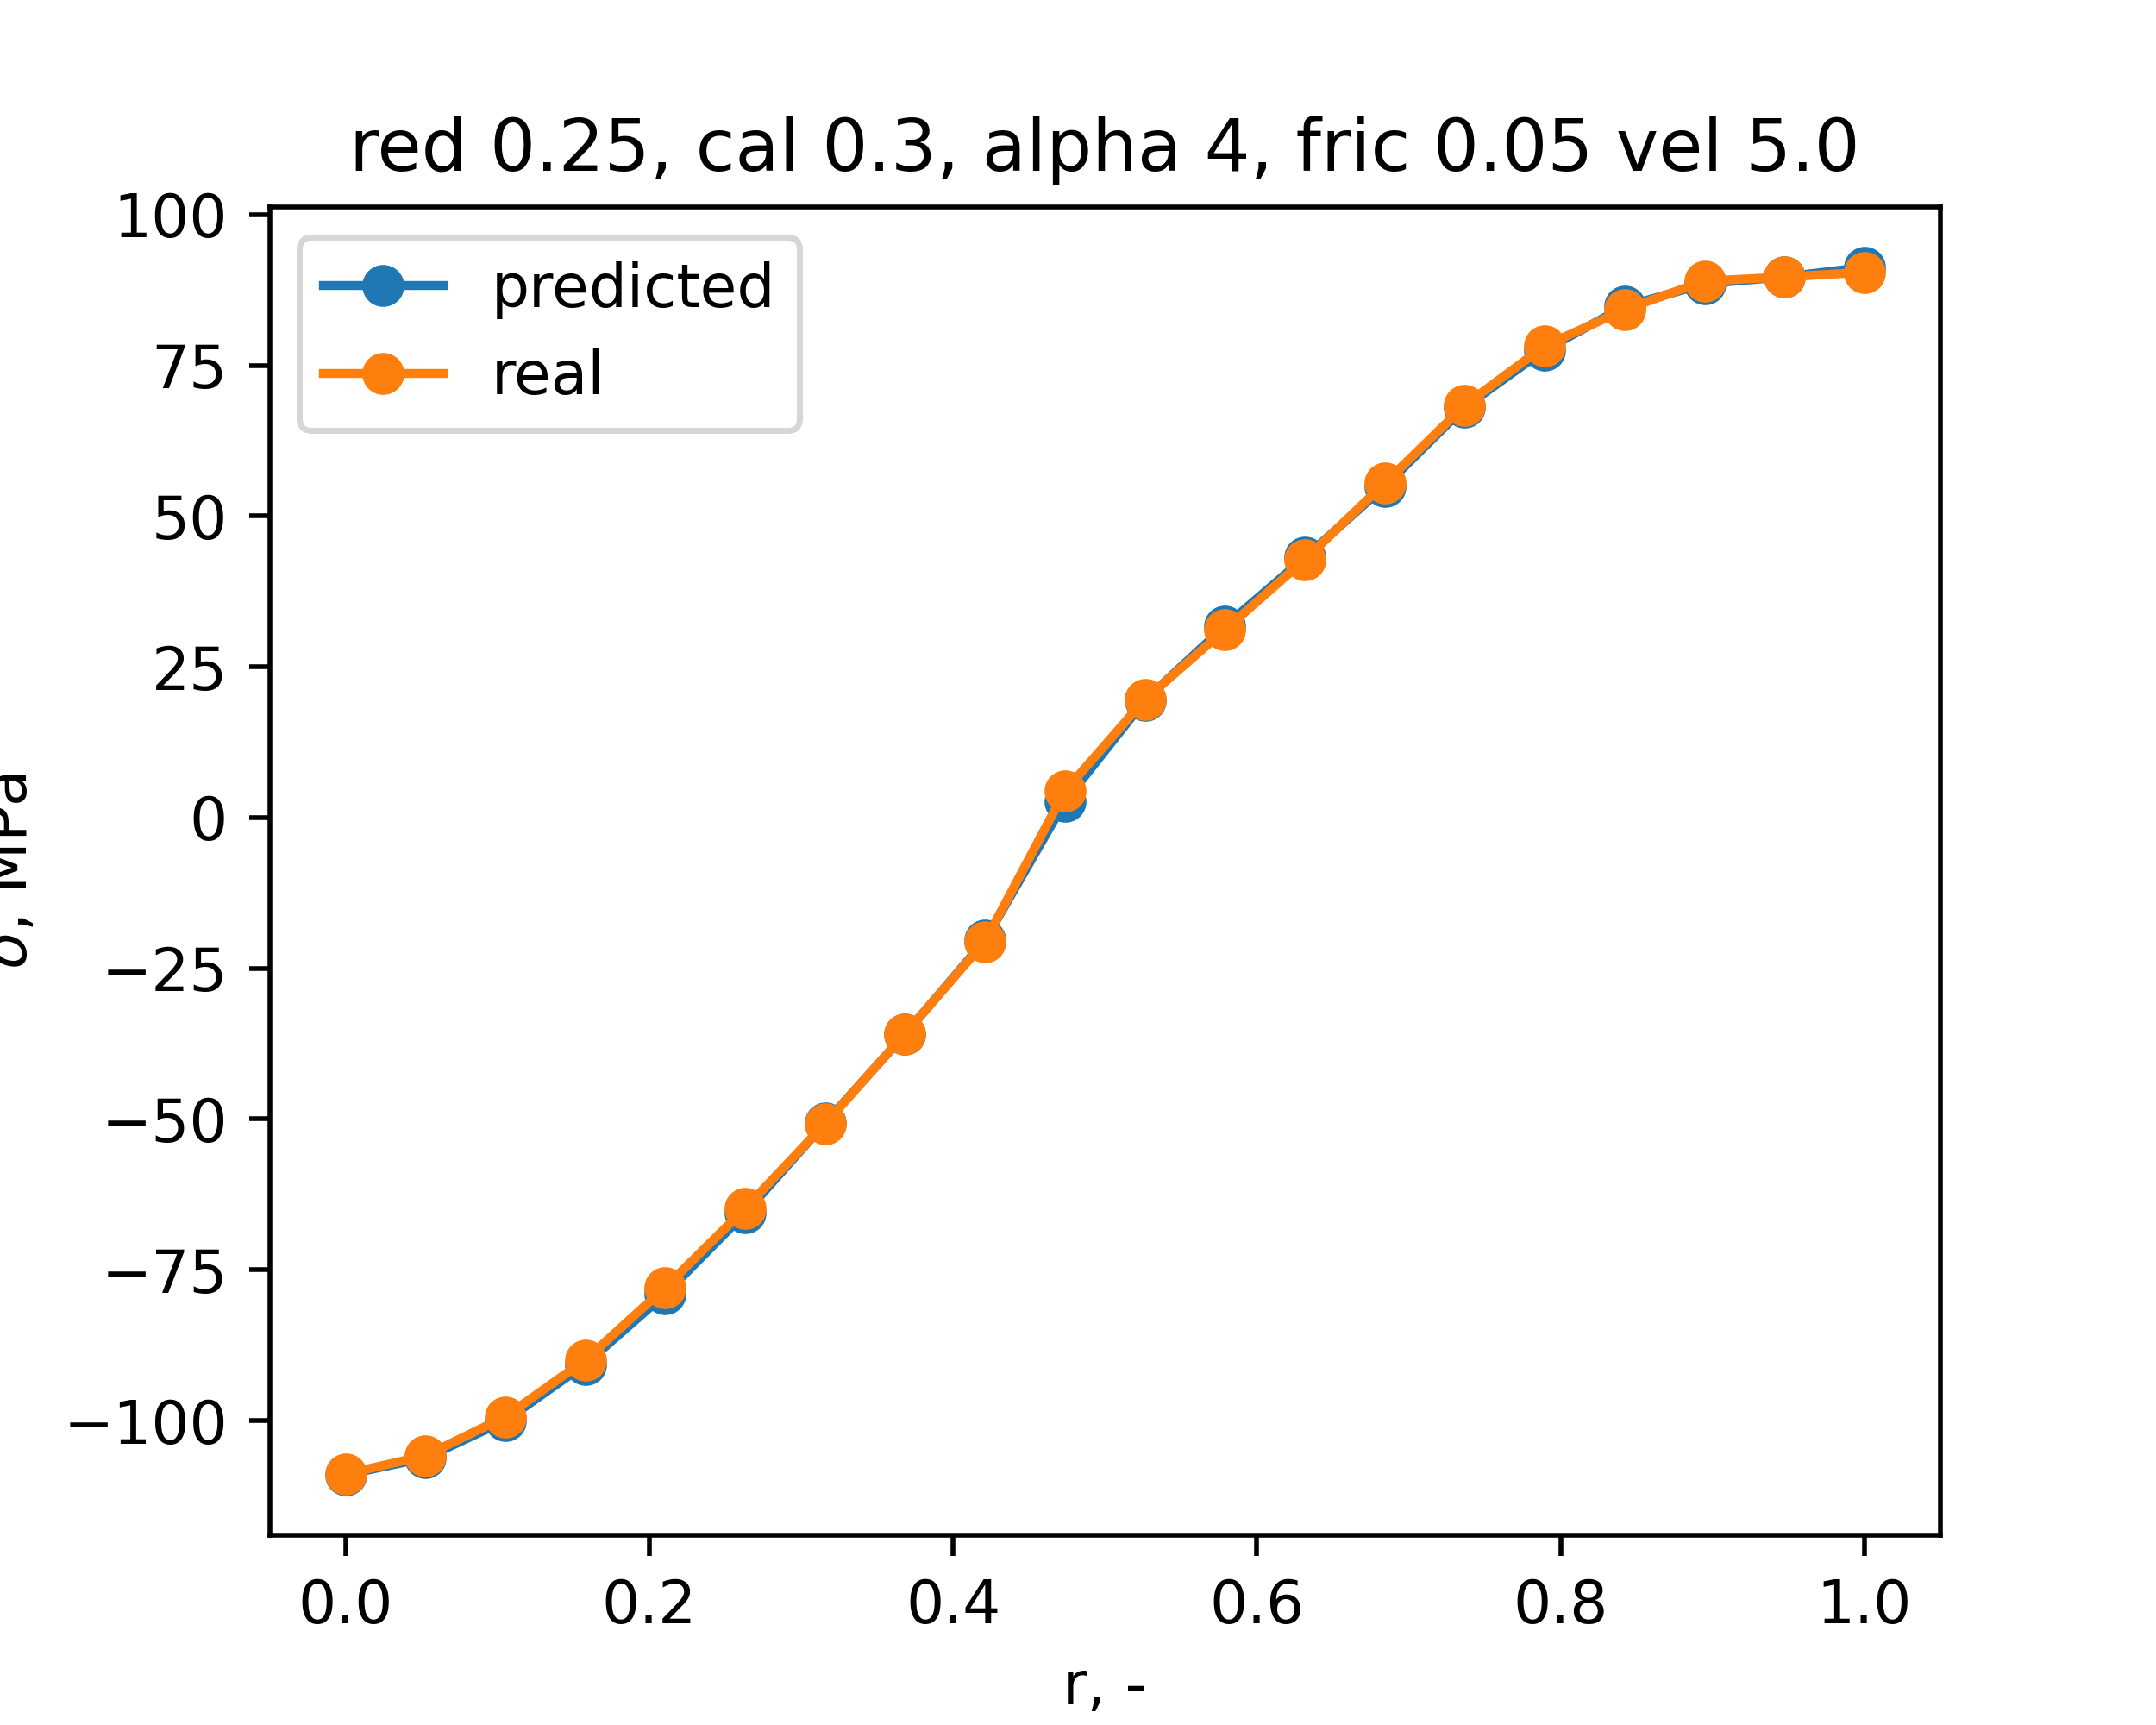 red 0.25, cal 0.3, alpha 4, fric 0.05 vel 5.0
100
75
50
25
0
−25
−50
−75
−100
predicted
real
σ, MPa
0.0 0.2 0.4 0.6 0.8 1.0
r, -